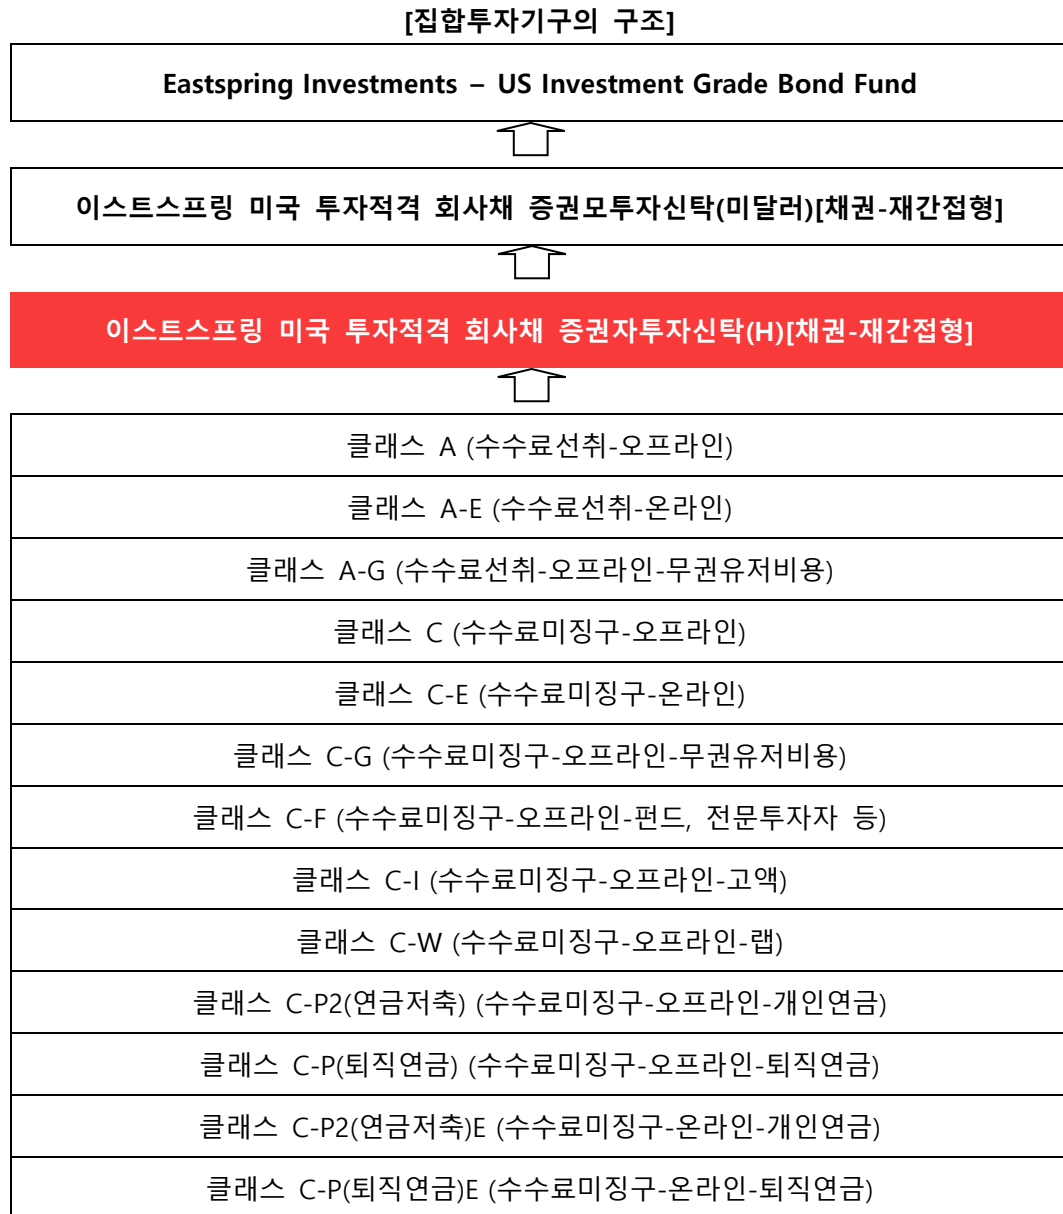 [집합투자기구의 구조]
Eastspring Investments – US Investment Grade Bond Fund
이스트스프링 미국 투자적격 회사채 증권모투자신탁(미달러)[채권-재간접형]
이스트스프링 미국 투자적격 회사채 증권자투자신탁(H)[채권-재간접형]
클래스 A (수수료선취-오프라인)
클래스 A-E (수수료선취-온라인)
클래스 A-G (수수료선취-오프라인-무권유저비용)
클래스 C (수수료미징구-오프라인)
클래스 C-E (수수료미징구-온라인)
클래스 C-G (수수료미징구-오프라인-무권유저비용)
클래스 C-F (수수료미징구-오프라인-펀드, 전문투자자 등)
클래스 C-I (수수료미징구-오프라인-고액)
클래스 C-W (수수료미징구-오프라인-랩)
클래스 C-P2(연금저축) (수수료미징구-오프라인-개인연금)
클래스 C-P(퇴직연금) (수수료미징구-오프라인-퇴직연금)
클래스 C-P2(연금저축)E (수수료미징구-온라인-개인연금)
클래스 C-P(퇴직연금)E (수수료미징구-온라인-퇴직연금)